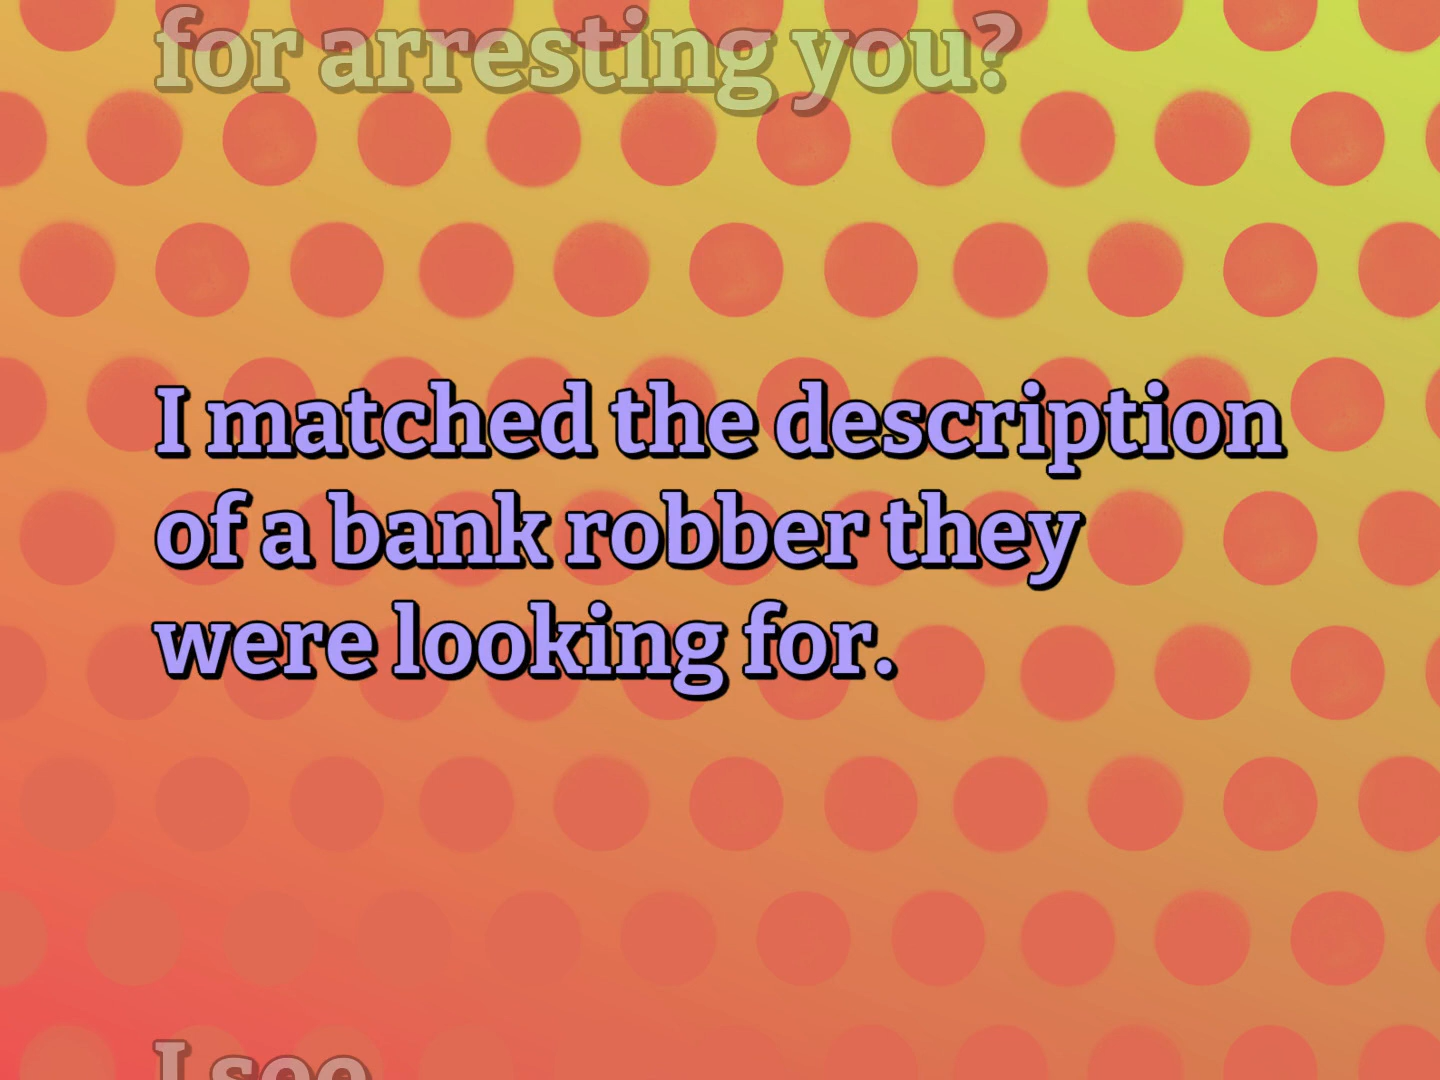 for arresting you?
I matched the description
of a bank robber they
were looking for.
I see